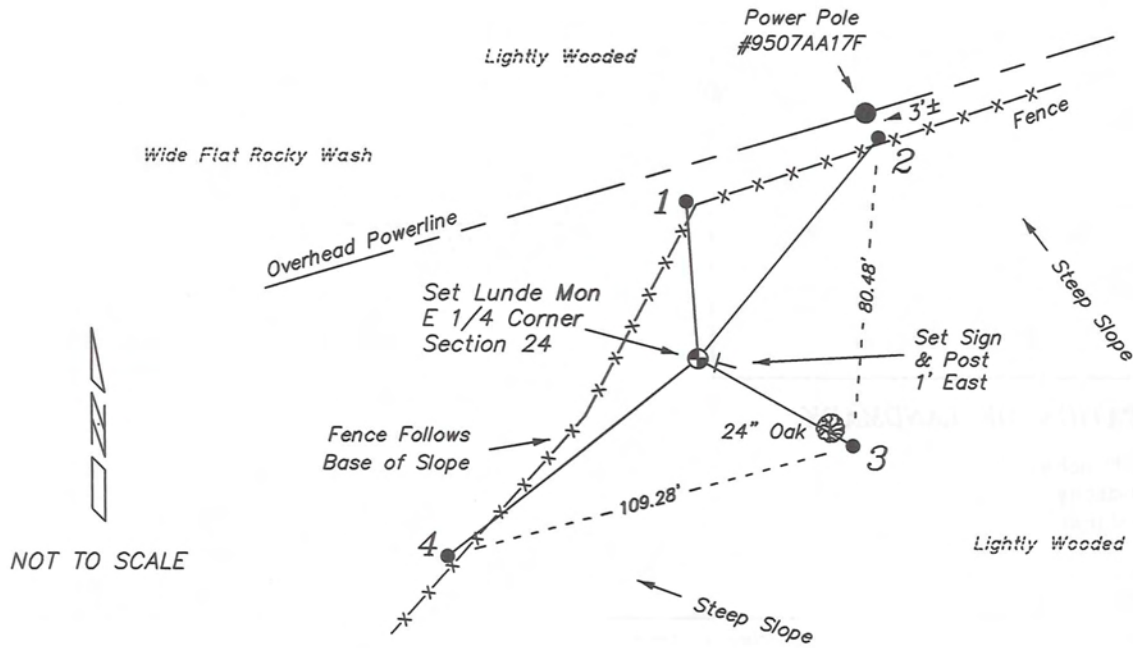 Power Pole
#9507AA17F
Lightly Wooded
3'±
Fence
Wide Flat Rocky Wash
2
1
Overhead Powerline
80.48'
Steep Slope
Set Lunde Mon
E 1/4 Corner
Section 24
Set Sign
& Post
1' East
N
24" Oak
Fence Follows
Base of Slope
3
109.28'
4
NOT TO SCALE
Lightly Wooded
Steep Slope